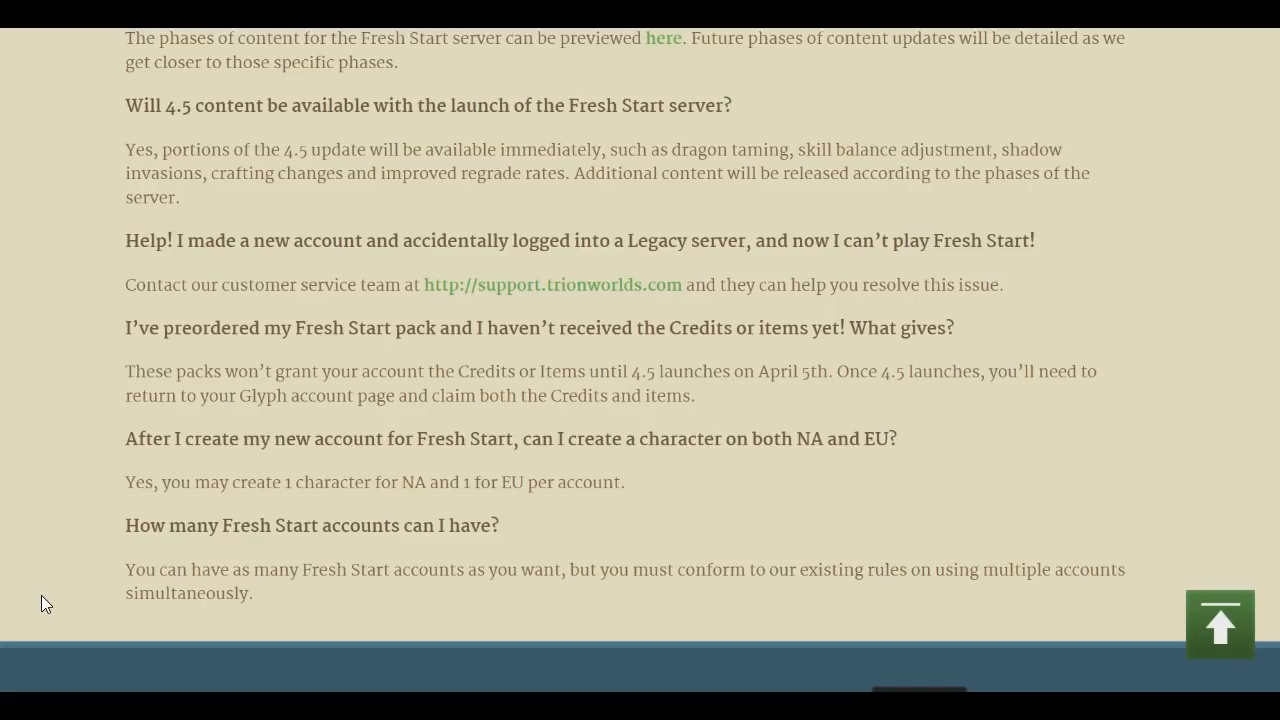 The phases of content for the Fresh Start server can be previewed here. Future phases of content updates will be detailed as we
get closer to those specific phases.
Will 4.5 content be available with the launch of the Fresh Start server?
Yes, portions of the 4.5 update will be available immediately, such as dragon taming, skill balance adjustment, shadow
invasions, crafting changes and improved regrade rates. Additional content will be released according to the phases of the
server.
Help! I made a new account and accidentally logged into a Legacy server, and now I can’t play Fresh Start!
Contact our customer service team at http://support.trionworlds.com and they can help you resolve this issue.
I’ve preordered my Fresh Start pack and I haven’t received the Credits or items yet! What gives?
These packs won’t grant your account the Credits or Items until 4.5 launches on April 5th. Once 4.5 launches, you’ll need to
return to your Glyph account page and claim both the Credits and items.
After I create my new account for Fresh Start, can I create a character on both NA and EU?
Yes, you may create 1 character for NA and 1 for EU per account.
How many Fresh Start accounts can I have?
You can have as many Fresh Start accounts as you want, but you must conform to our existing rules on using multiple accounts
simultaneously.